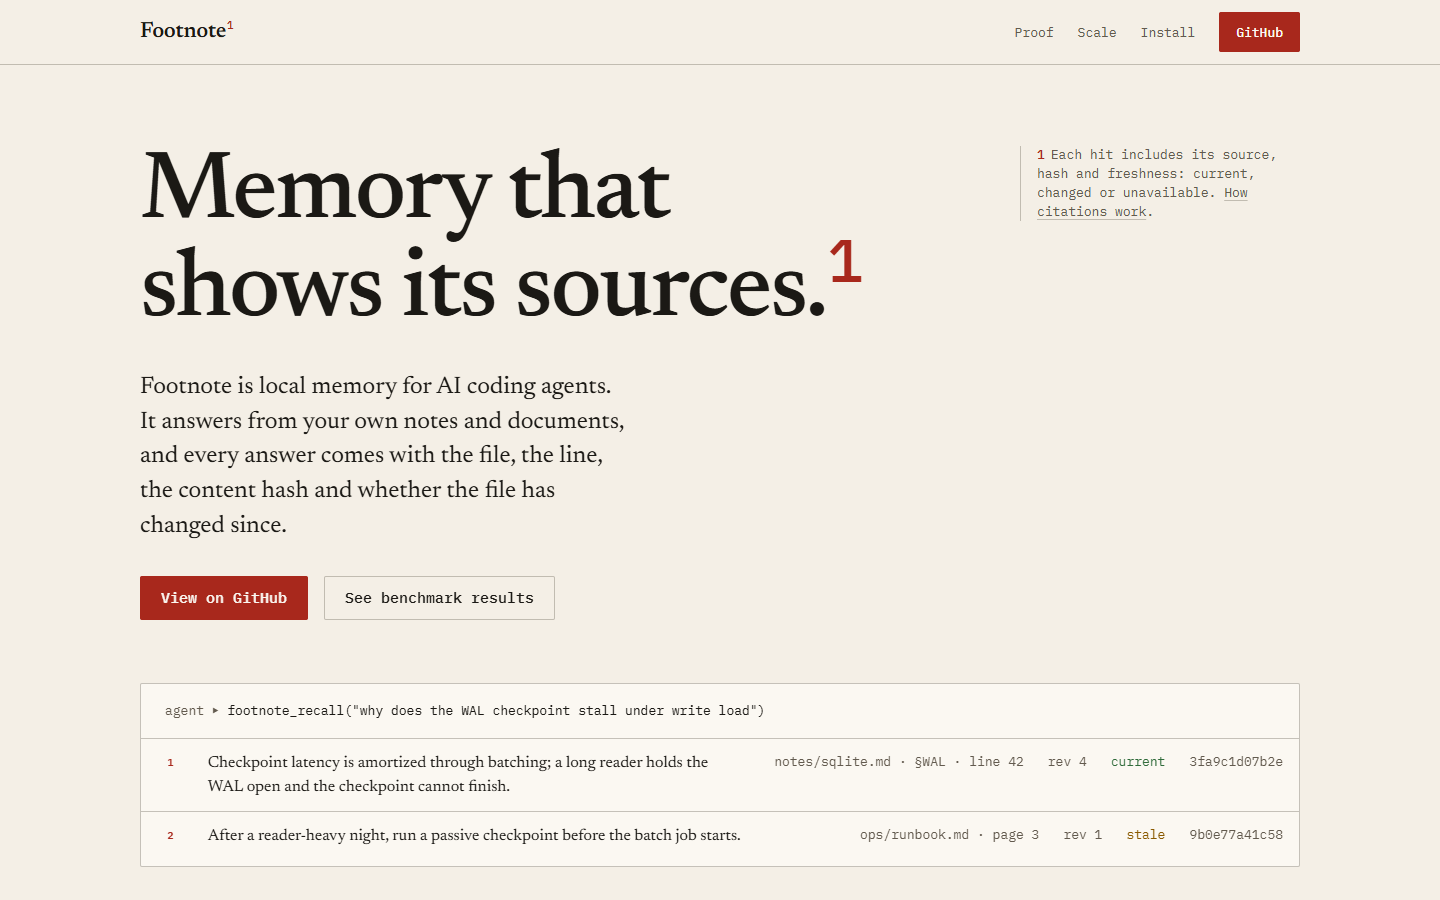 Footnote1
Proof Scale Install GitHub
Memory that
shows its sources.1
1 Each hit includes its source,
hash and freshness: current,
changed or unavailable. How
citations work.
Footnote is local memory for AI coding agents.
It answers from your own notes and documents,
and every answer comes with the file, the line,
the content hash and whether the file has
changed since.
View on GitHub See benchmark results
agent ▸ footnote_recall("why does the WAL checkpoint stall under write load")
1 Checkpoint latency is amortized through batching; a long reader holds the notes/sqlite.md · §WAL · line 42 rev 4 current 3fa9c1d07b2e
WAL open and the checkpoint cannot finish.
2 After a reader-heavy night, run a passive checkpoint before the batch job starts. ops/runbook.md · page 3 rev 1 stale 9b0e77a41c58